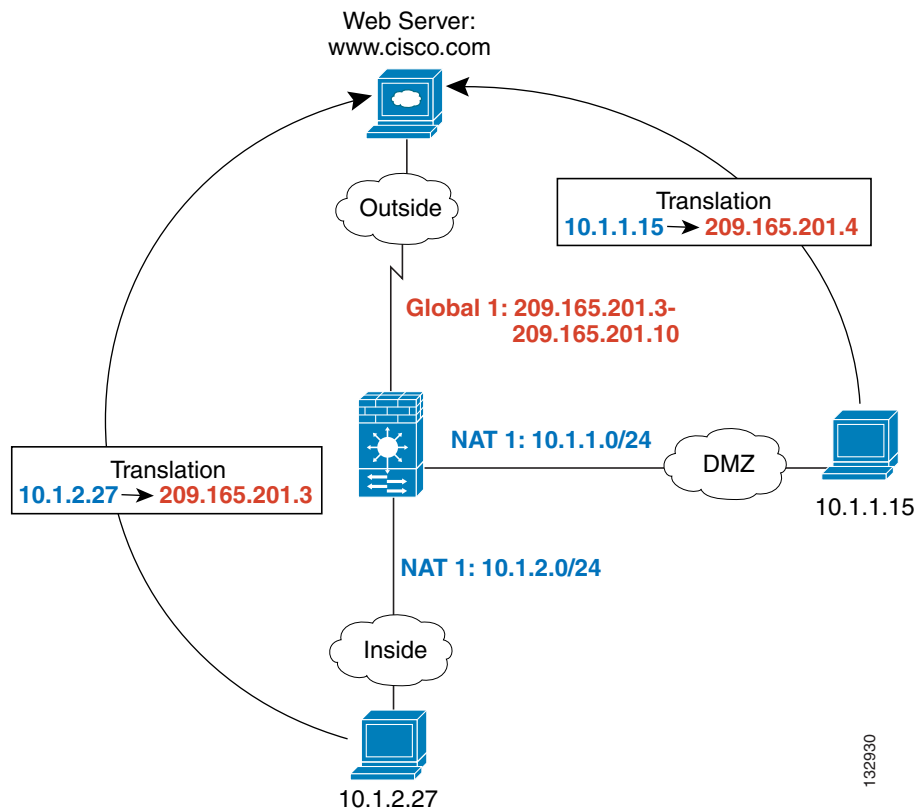 Web Server:
www.cisco.com
Outside
Translation
10.1.1.15 → 209.165.201.4
Global 1: 209.165.201.3-
209.165.201.10
NAT 1: 10.1.1.0/24
DMZ
10.1.1.15
Translation
10.1.2.27 → 209.165.201.3
NAT 1: 10.1.2.0/24
Inside
10.1.2.27
132930